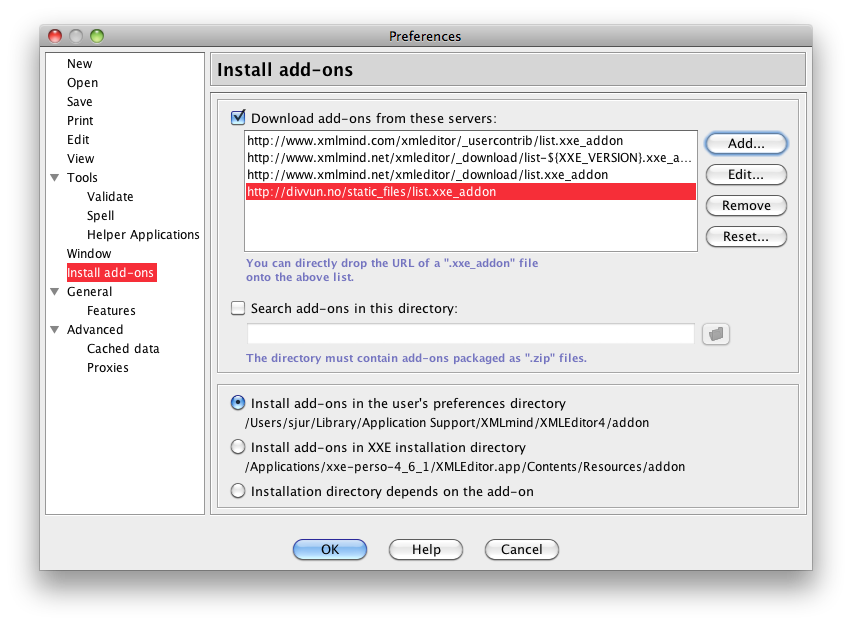 Preferences
New
Open
Save
Print
Edit
View
Tools
Validate
Spell
Helper Applications
Window
Install add-ons
General
Features
Advanced
Cached data
Proxies
Install add-ons
Download add-ons from these servers:
http://www.xmlmind.com/xmleditor/_usercontrib/list.xxe_addon
http://www.xmlmind.net/xmleditor/_download/list-${XXE_VERSION}.xxe_a...
http://www.xmlmind.net/xmleditor/_download/list.xxe_addon
http://divvun.no/static_files/list.xxe_addon
Add...
Edit...
Remove
Reset...
You can directly drop the URL of a ".xxe_addon" file
onto the above list.
Search add-ons in this directory:
The directory must contain add-ons packaged as ".zip" files.
Install add-ons in the user's preferences directory
/Users/sjur/Library/Application Support/XMLmind/XMLEditor4/addon
Install add-ons in XXE installation directory
/Applications/xxe-perso-4_6_1/XMLEditor.app/Contents/Resources/addon
Installation directory depends on the add-on
OK
Help
Cancel